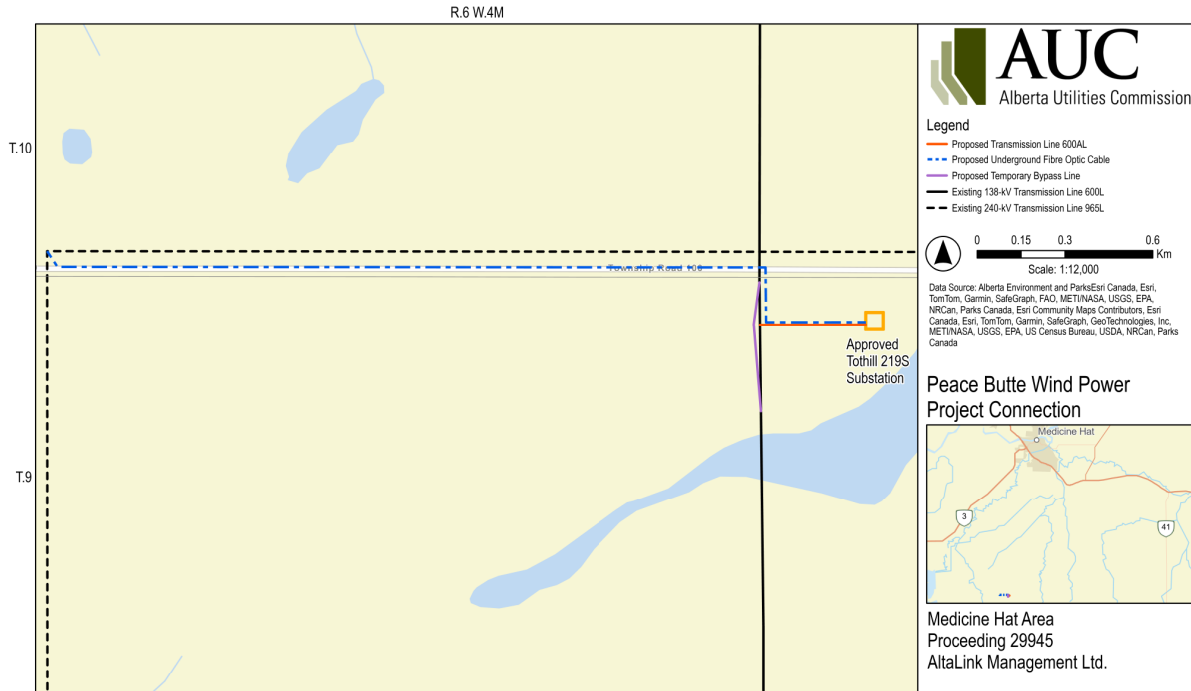 R.6 W.4M
T.10
T.9
Township Road 100
Approved
Tothill 219S
Substation
AUC
Alberta Utilities Commission
Legend
Proposed Transmission Line 600AL
Proposed Underground Fibre Optic Cable
Proposed Temporary Bypass Line
Existing 138-kV Transmission Line 600L
Existing 240-kV Transmission Line 965L
0 0.15 0.3 0.6
Km
Scale: 1:12,000
Data Source: Alberta Environment and ParksEsri Canada, Esri,
TomTom, Garmin, SafeGraph, FAO, METI/NASA, USGS, EPA,
NRCan, Parks Canada, Esri Community Maps Contributors, Esri
Canada, Esri, TomTom, Garmin, SafeGraph, GeoTechnologies, Inc,
METI/NASA, USGS, EPA, US Census Bureau, USDA, NRCan, Parks
Canada
Peace Butte Wind Power
Project Connection
Medicine Hat
3
41
Medicine Hat Area
Proceeding 29945
AltaLink Management Ltd.